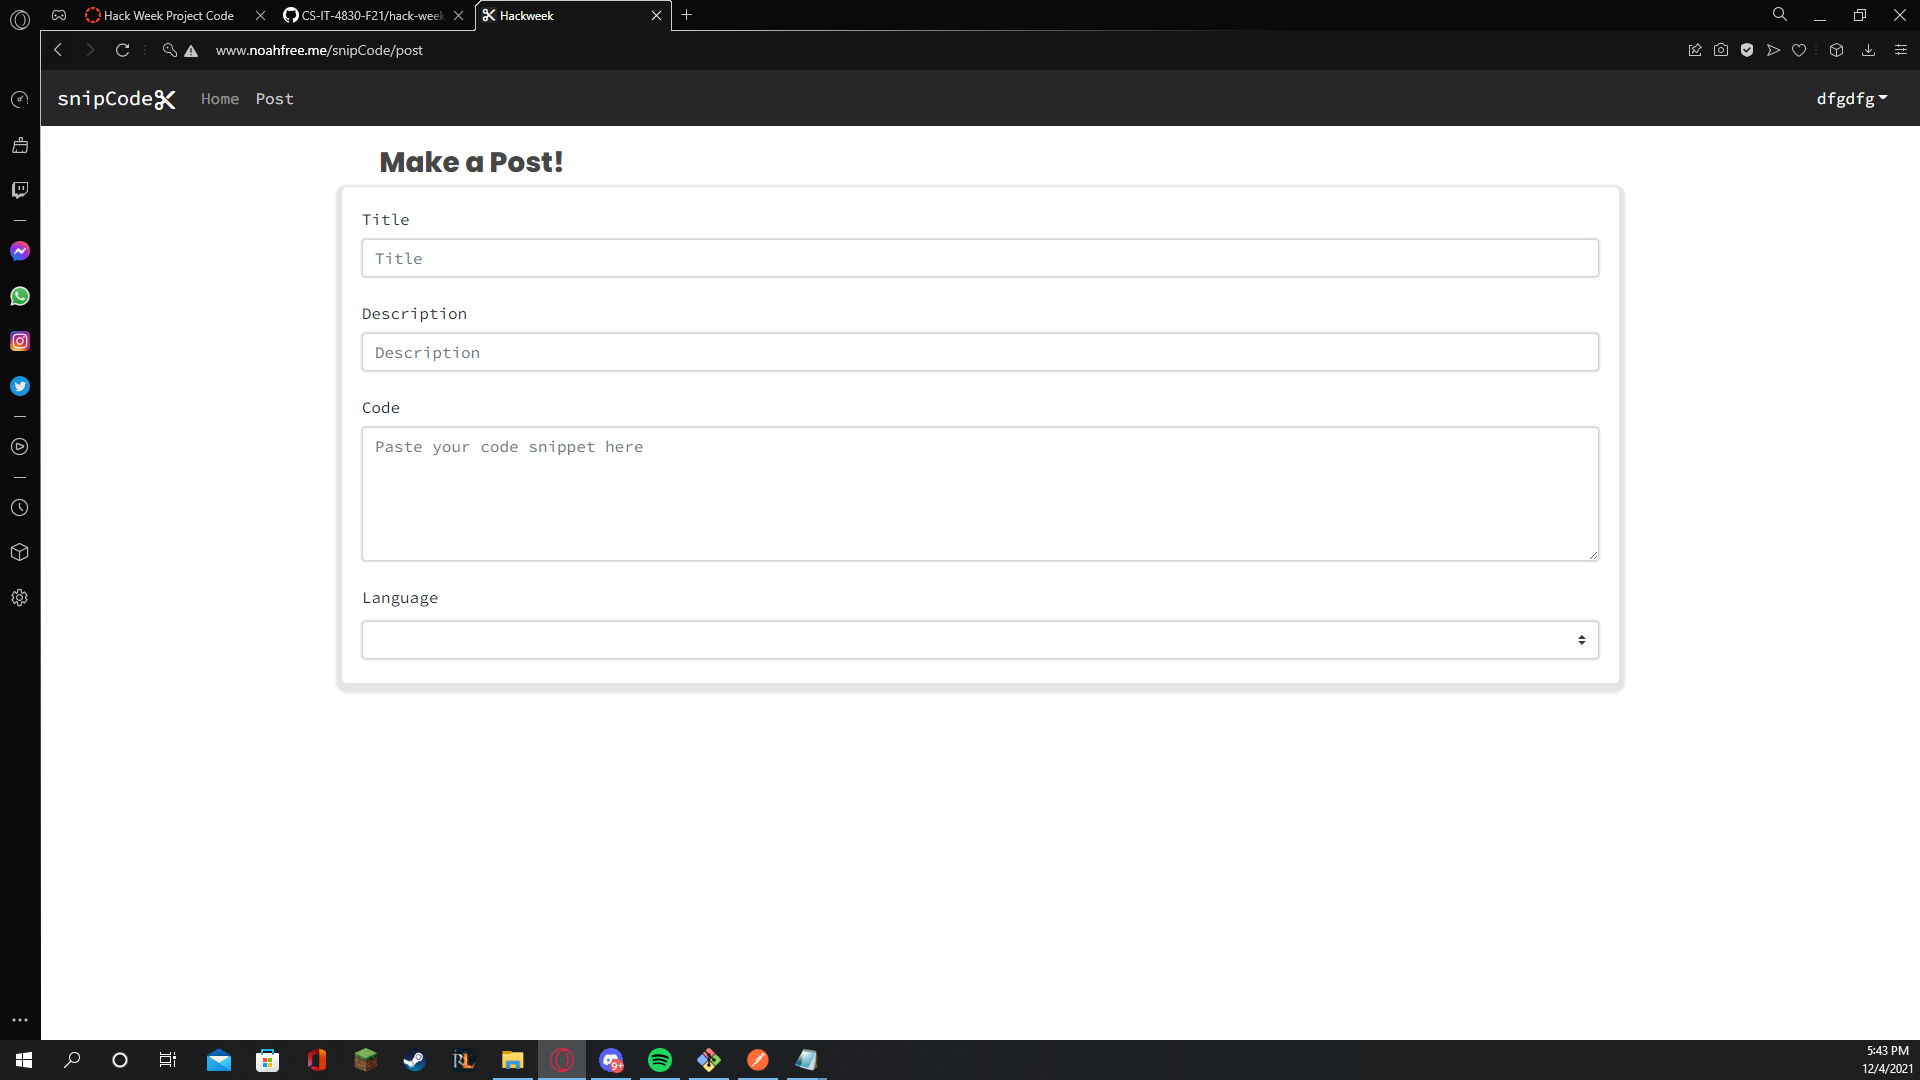 Hack Week Project Code
CS-IT-4830-F21/hack-week
Hackweek
www.noahfree.me/snipCode/post
snipCode
Home
Post
dfgdfg
Make a Post!
Title
Title
Description
Description
Code
Paste your code snippet here
Language
RL
9+
5:43 PM
12/4/2021